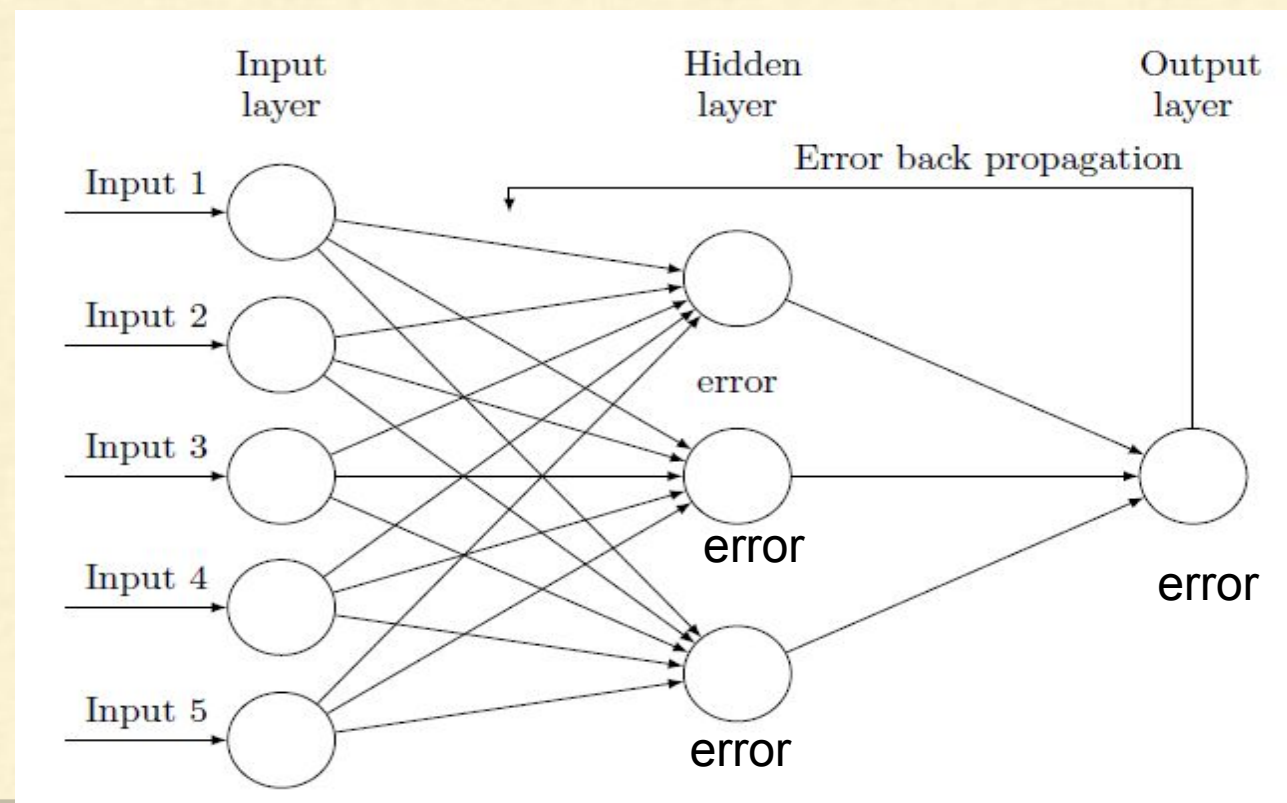 Input
layer
Hidden
layer
Output
layer
Error back propagation
Input 1
Input 2
error
Input 3
error
Input 4
error
Input 5
error